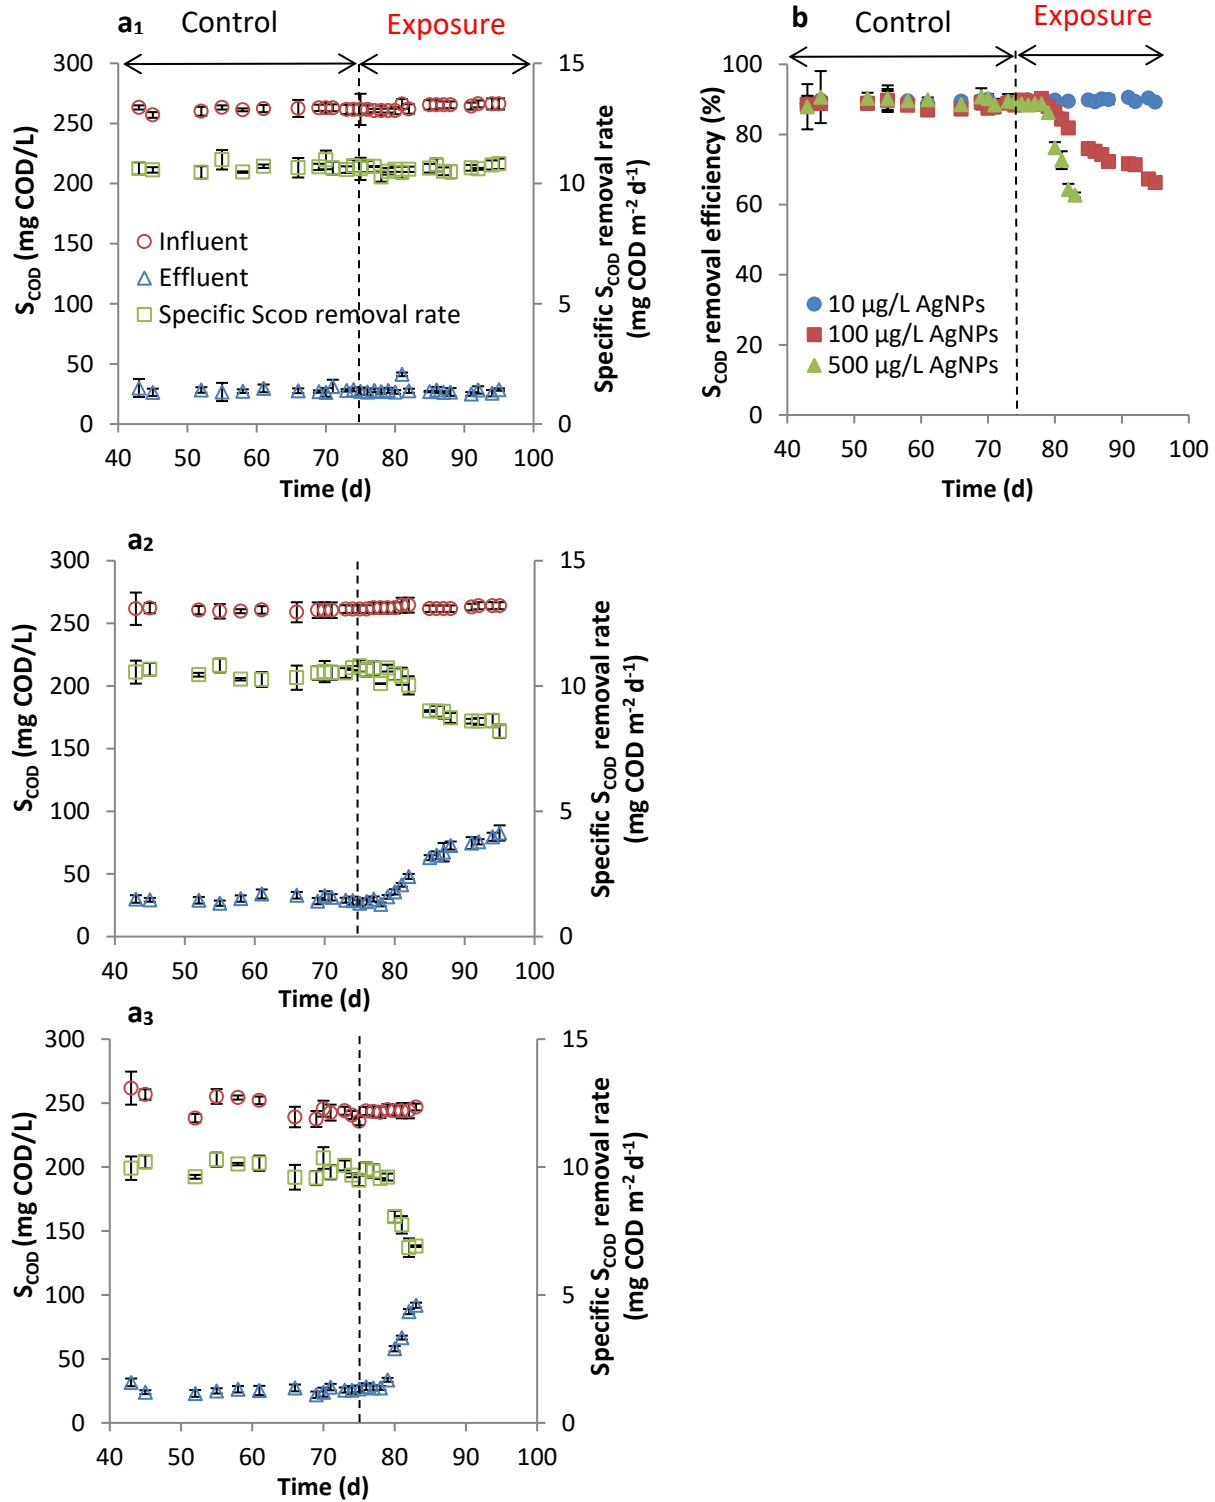 a1 Control Exposure
300 250 200 150 100 50 0
S_COD (mg COD/L)
Influent
Effluent
Specific SCOD removal rate
15 10 5 0
Specific S_COD removal rate
(mg COD m⁻² d⁻¹)
40 50 60 70 80 90 100
Time (d)
b Control Exposure
100 80 60 40 20 0
S_COD removal efficiency (%)
10 µg/L AgNPs
100 µg/L AgNPs
500 µg/L AgNPs
40 50 60 70 80 90 100
Time (d)
a2
300 250 200 150 100 50 0
S_COD (mg COD/L)
15 10 5 0
Specific S_COD removal rate
(mg COD m⁻² d⁻¹)
40 50 60 70 80 90 100
Time (d)
a3
300 250 200 150 100 50 0
S_COD (mg COD/L)
15 10 5 0
Specific S_COD removal rate
(mg COD m⁻² d⁻¹)
40 50 60 70 80 90 100
Time (d)